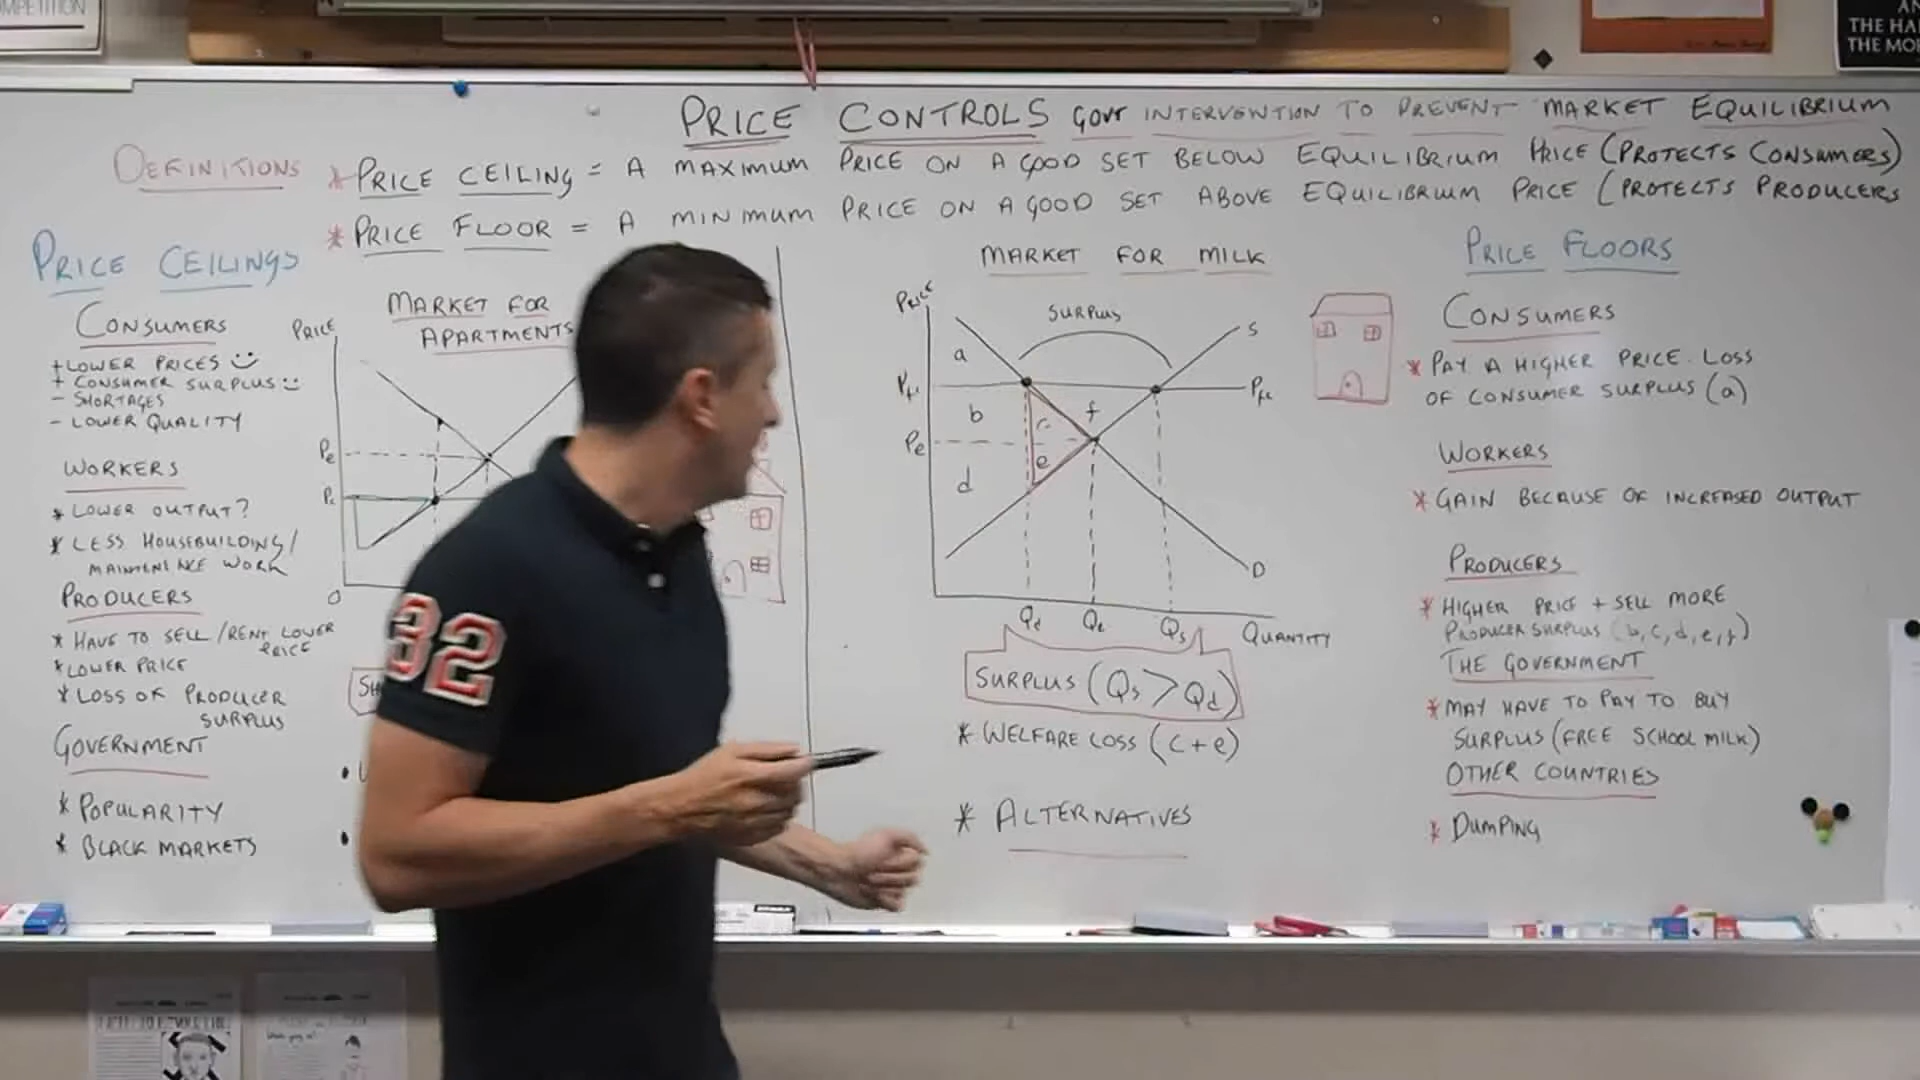 PRICE CONTROLS GOVT INTERVENTION TO PREVENT MARKET EQUILIBRIUM
DEFINITIONS
* PRICE CEILING = A MAXIMUM PRICE ON A GOOD SET BELOW EQUILIBRIUM PRICE (PROTECTS CONSUMERS)
* PRICE FLOOR = A MINIMUM PRICE ON A GOOD SET ABOVE EQUILIBRIUM PRICE (PROTECTS PRODUCERS
PRICE CEILINGS
CONSUMERS
+ LOWER PRICES
+ CONSUMER SURPLUS
- SHORTAGES
- LOWER QUALITY
WORKERS
* LOWER OUTPUT?
* LESS HOUSEBUILDING/
MAINTENENCE WORK
PRODUCERS
* HAVE TO SELL/RENT LOWER
PRICE
* LOWER PRICE
* LOSS OF PRODUCER
SURPLUS
GOVERNMENT
* POPULARITY
* BLACK MARKETS
MARKET FOR
APARTMENTS
PRICE
Pe
Pc
O
MARKET FOR MILK
PRICE
SURPLUS
S
a
b
c
f
d
e
Pe
D
Qd
Qe
Qs
QUANTITY
SURPLUS (Qs > Qd)
* WELFARE LOSS (c + e)
* ALTERNATIVES
PRICE FLOORS
CONSUMERS
* PAY A HIGHER PRICE. LOSS
OF CONSUMER SURPLUS (a)
WORKERS
* GAIN BECAUSE OF INCREASED OUTPUT
PRODUCERS
* HIGHER PRICE + SELL MORE
PRODUCER SURPLUS (b,c,d,e,f)
THE GOVERNMENT
* MAY HAVE TO PAY TO BUY
SURPLUS (FREE SCHOOL MILK)
OTHER COUNTRIES
* DUMPING
32
THE HA
THE MO